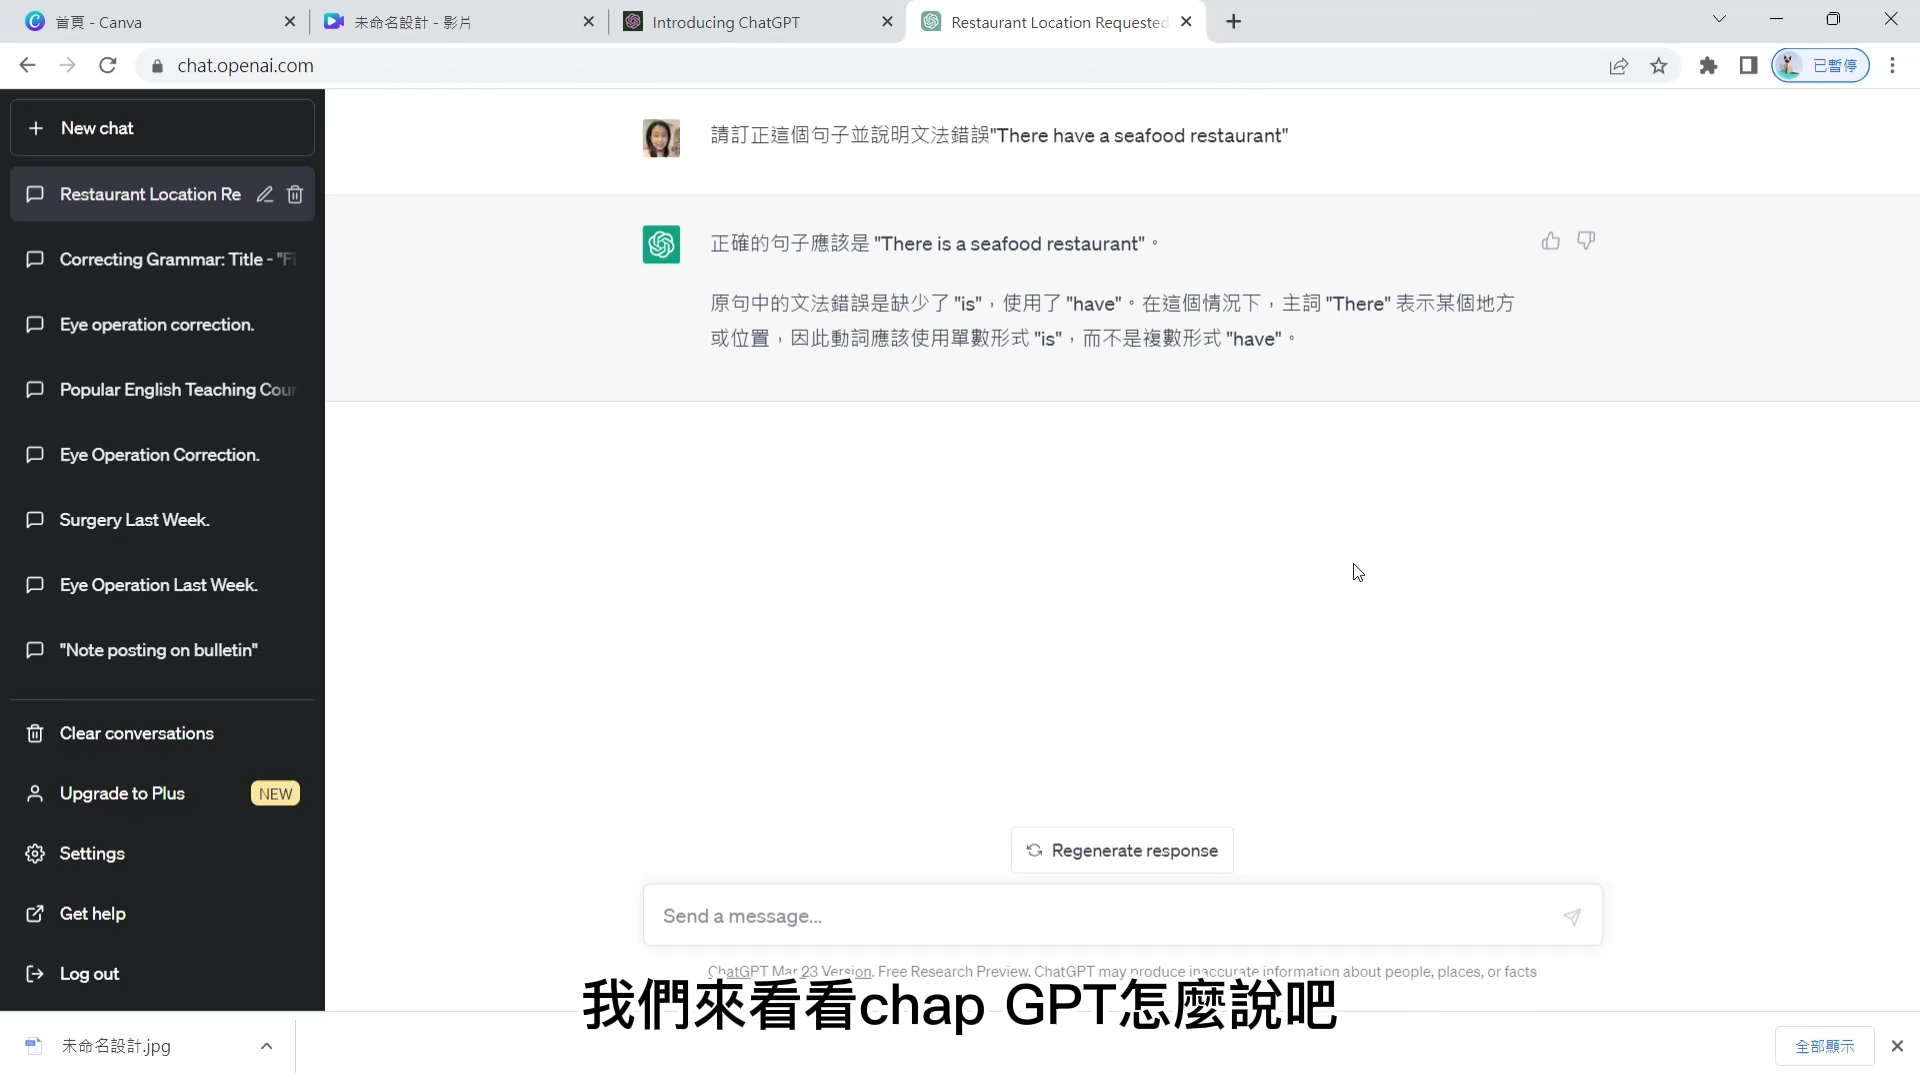 首頁 - Canva
未命名設計 - 影片
Introducing ChatGPT
Restaurant Location Requested
chat.openai.com
已暫停
New chat
Restaurant Location Re
Correcting Grammar: Title - "Fi
Eye operation correction.
Popular English Teaching Cour
Eye Operation Correction.
Surgery Last Week.
Eye Operation Last Week.
"Note posting on bulletin"
Clear conversations
Upgrade to Plus
NEW
Settings
Get help
Log out
請訂正這個句子並說明文法錯誤"There have a seafood restaurant"
正確的句子應該是 "There is a seafood restaurant"。
原句中的文法錯誤是缺少了 "is"，使用了 "have"。在這個情況下，主詞 "There" 表示某個地方
或位置，因此動詞應該使用單數形式 "is"，而不是複數形式 "have"。
Regenerate response
Send a message...
ChatGPT Mar 23 Version. Free Research Preview. ChatGPT may produce inaccurate information about people, places, or facts
我們來看看chap GPT怎麼說吧
未命名設計.jpg
全部顯示